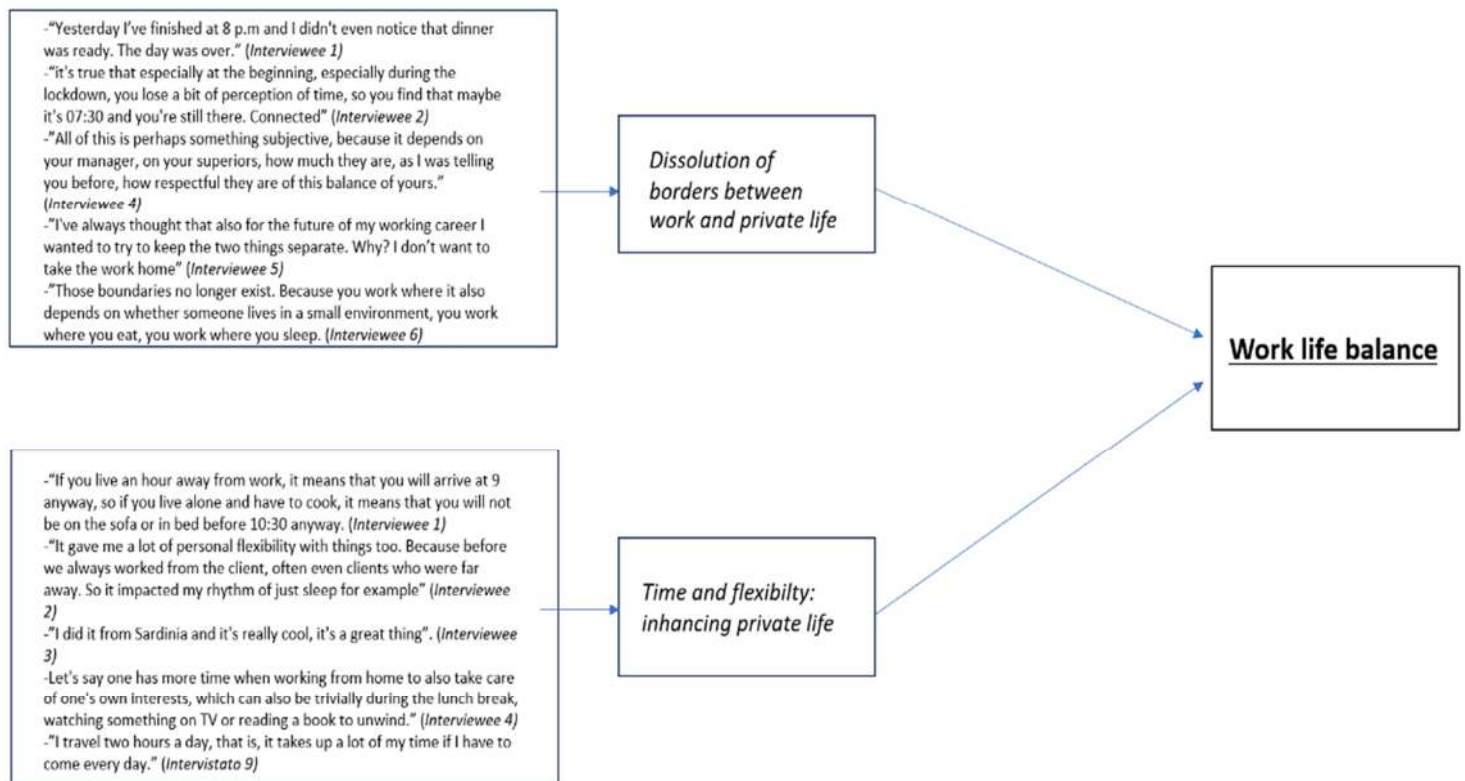 -“Yesterday I’ve finished at 8 p.m and I didn't even notice that dinner
was ready. The day was over.” (Interviewee 1)
-“it's true that especially at the beginning, especially during the
lockdown, you lose a bit of perception of time, so you find that maybe
it's 07:30 and you're still there. Connected” (Interviewee 2)
-”All of this is perhaps something subjective, because it depends on
your manager, on your superiors, how much they are, as I was telling
you before, how respectful they are of this balance of yours.”
(Interviewee 4)
-”I've always thought that also for the future of my working career I
wanted to try to keep the two things separate. Why? I don’t want to
take the work home” (Interviewee 5)
-”Those boundaries no longer exist. Because you work where it also
depends on whether someone lives in a small environment, you work
where you eat, you work where you sleep. (Interviewee 6)
Dissolution of
borders between
work and private life
Work life balance
-“If you live an hour away from work, it means that you will arrive at 9
anyway, so if you live alone and have to cook, it means that you will not
be on the sofa or in bed before 10:30 anyway. (Interviewee 1)
-“It gave me a lot of personal flexibility with things too. Because before
we always worked from the client, often even clients who were far
away. So it impacted my rhythm of just sleep for example” (Interviewee
2)
-”I did it from Sardinia and it's really cool, it's a great thing”. (Interviewee
3)
-Let's say one has more time when working from home to also take care
of one's own interests, which can also be trivially during the lunch break,
watching something on TV or reading a book to unwind.” (Interviewee 4)
-”I travel two hours a day, that is, it takes up a lot of my time if I have to
come every day.” (Intervistato 9)
Time and flexibilty:
inhancing private life